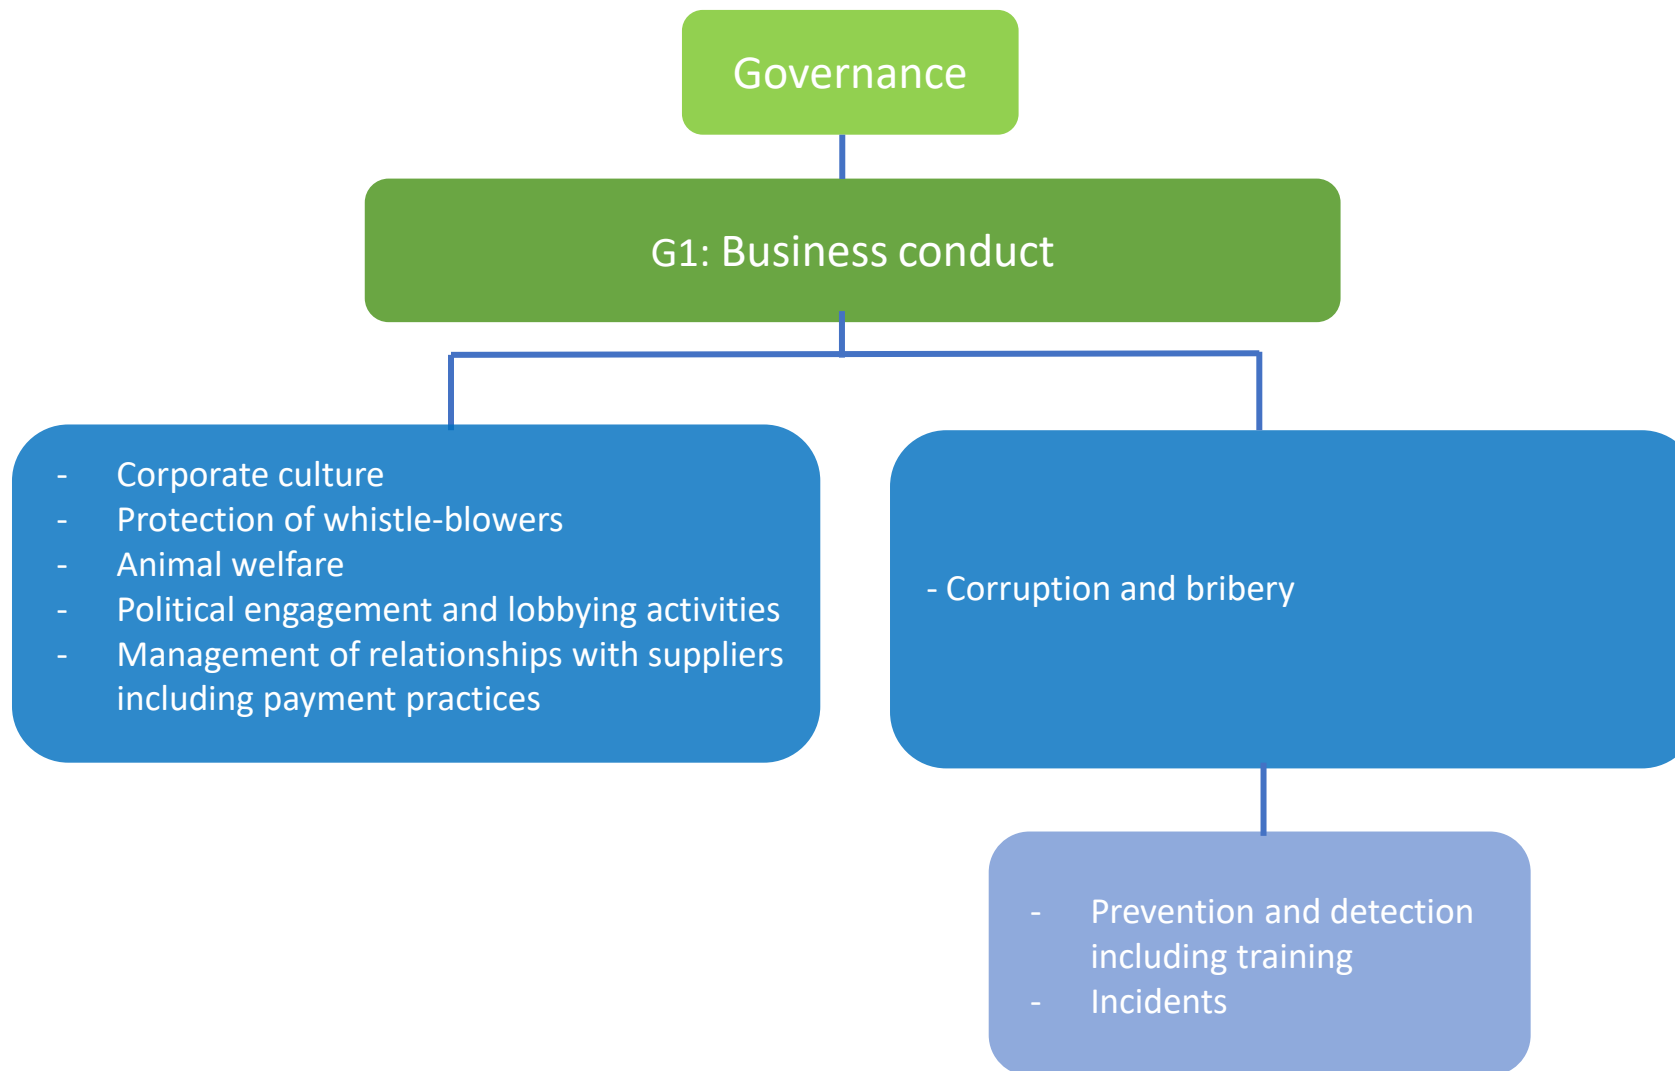 Governance
G1: Business conduct
- Corporate culture
- Protection of whistle-blowers
- Animal welfare
- Political engagement and lobbying activities
- Management of relationships with suppliers
including payment practices
- Corruption and bribery
- Prevention and detection
including training
- Incidents